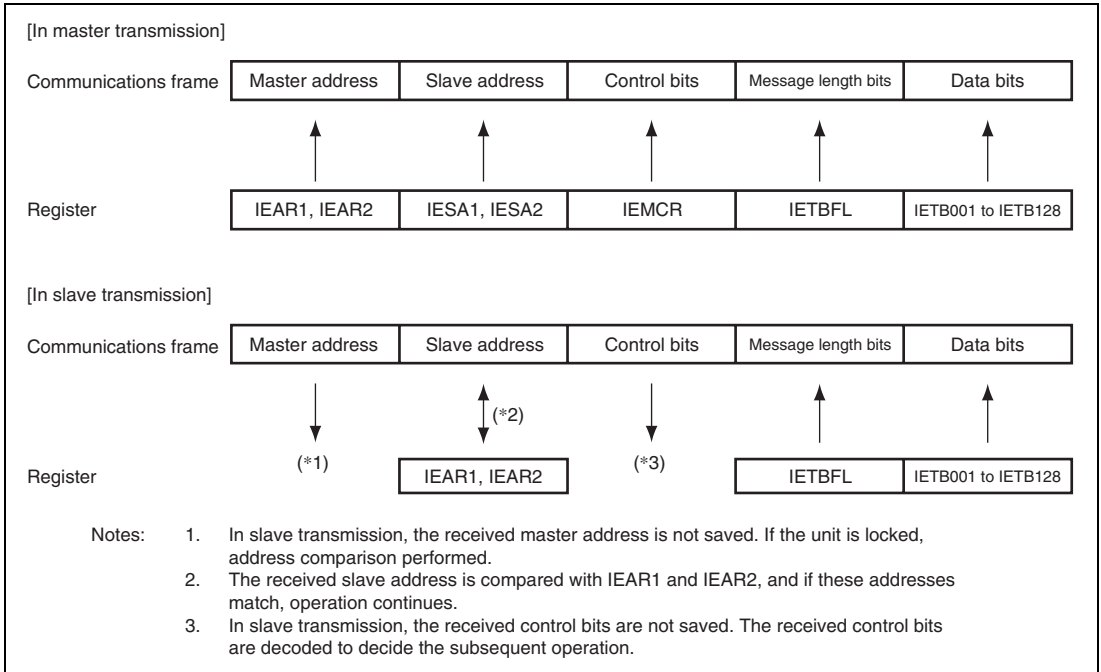 [In master transmission]
Communications frame Master address Slave address Control bits Message length bits Data bits
Register IEAR1, IEAR2 IESA1, IESA2 IEMCR IETBFL IETB001 to IETB128
[In slave transmission]
Communications frame Master address Slave address Control bits Message length bits Data bits
(*2)
(*1) (*3)
Register IEAR1, IEAR2 IETBFL IETB001 to IETB128
Notes: 1. In slave transmission, the received master address is not saved. If the unit is locked,
address comparison performed.
2. The received slave address is compared with IEAR1 and IEAR2, and if these addresses
match, operation continues.
3. In slave transmission, the received control bits are not saved. The received control bits
are decoded to decide the subsequent operation.